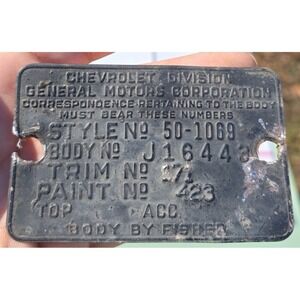 CHEVROLET DIVISION
GENERAL MOTORS CORPORATION
CORRESPONDENCE PERTAINING TO THE BODY
MUST BEAR THESE NUMBERS
STYLE Nº 50-1069
BODY Nº J16443
TRIM Nº 171
PAINT Nº 423
TOP ACC.
BODY BY FISHER